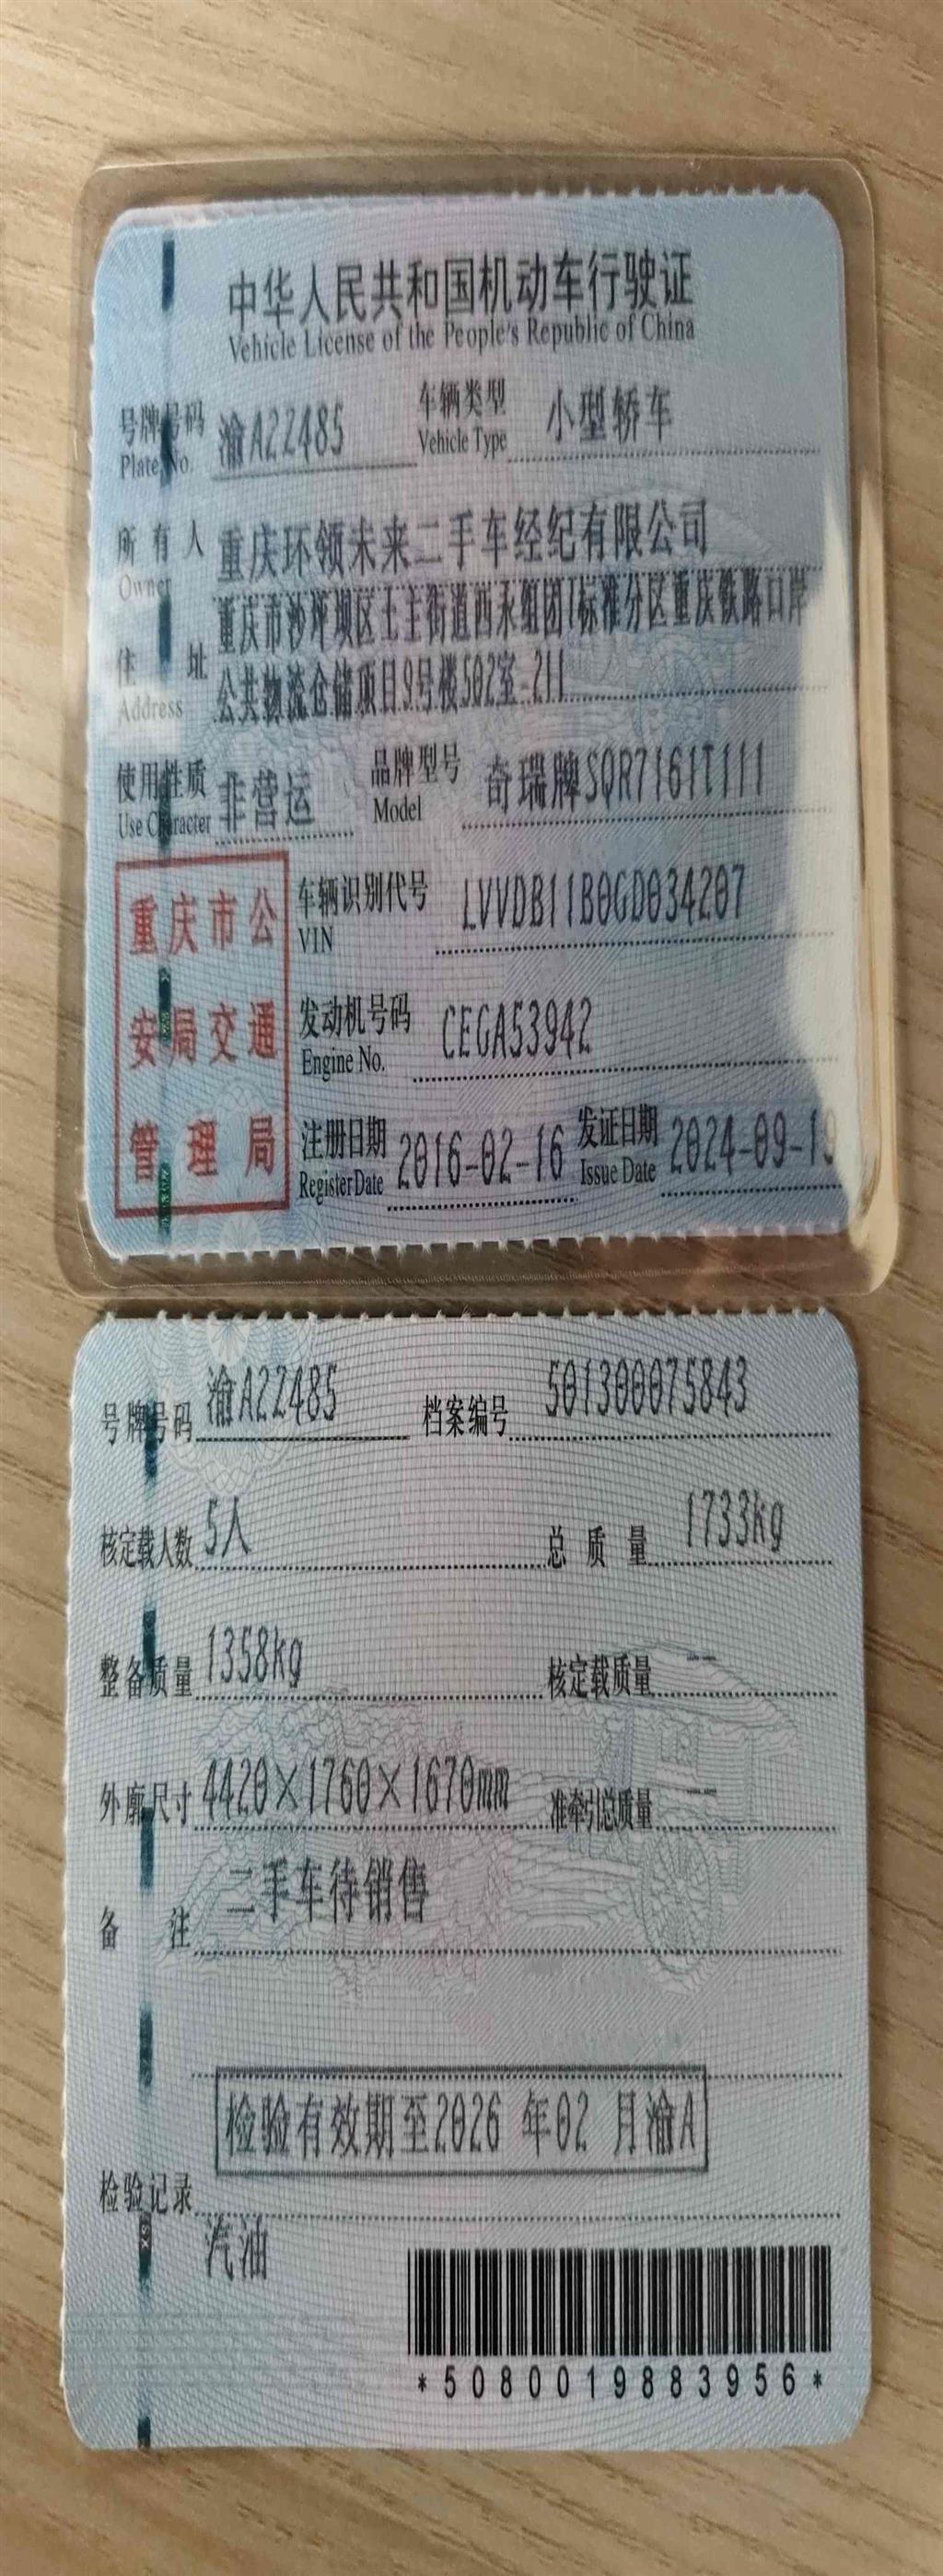 中华人民共和国机动车行驶证
Vehicle License of the People's Republic of China
号牌号码 渝A22485 车辆类型 小型轿车
Plate No. Vehicle Type
所有人 重庆环领未来二手车经纪有限公司
Owner
住址 重庆市沙坪坝区土主街道西永组团I标准分区重庆铁路口岸
Address 公共物流仓储项目9号楼502室-211
使用性质 非营运 品牌型号 奇瑞牌SQR7161T111
Use Character Model
重庆市公
安局交通
管理局
车辆识别代号 LVVDB11B0GD034207
VIN
发动机号码 CEGA53942
Engine No.
注册日期 2016-02-16 发证日期 2024-09-19
Register Date Issue Date
号牌号码 渝A22485 档案编号 501300075843
核定载人数 5人 总质量 1733kg
整备质量 1358kg 核定载质量 --
外廓尺寸 4420×1760×1670mm 准牵引总质量 --
备注 二手车待销售
检验有效期至2026 年02 月渝A
检验记录
汽油
*5080019883956*